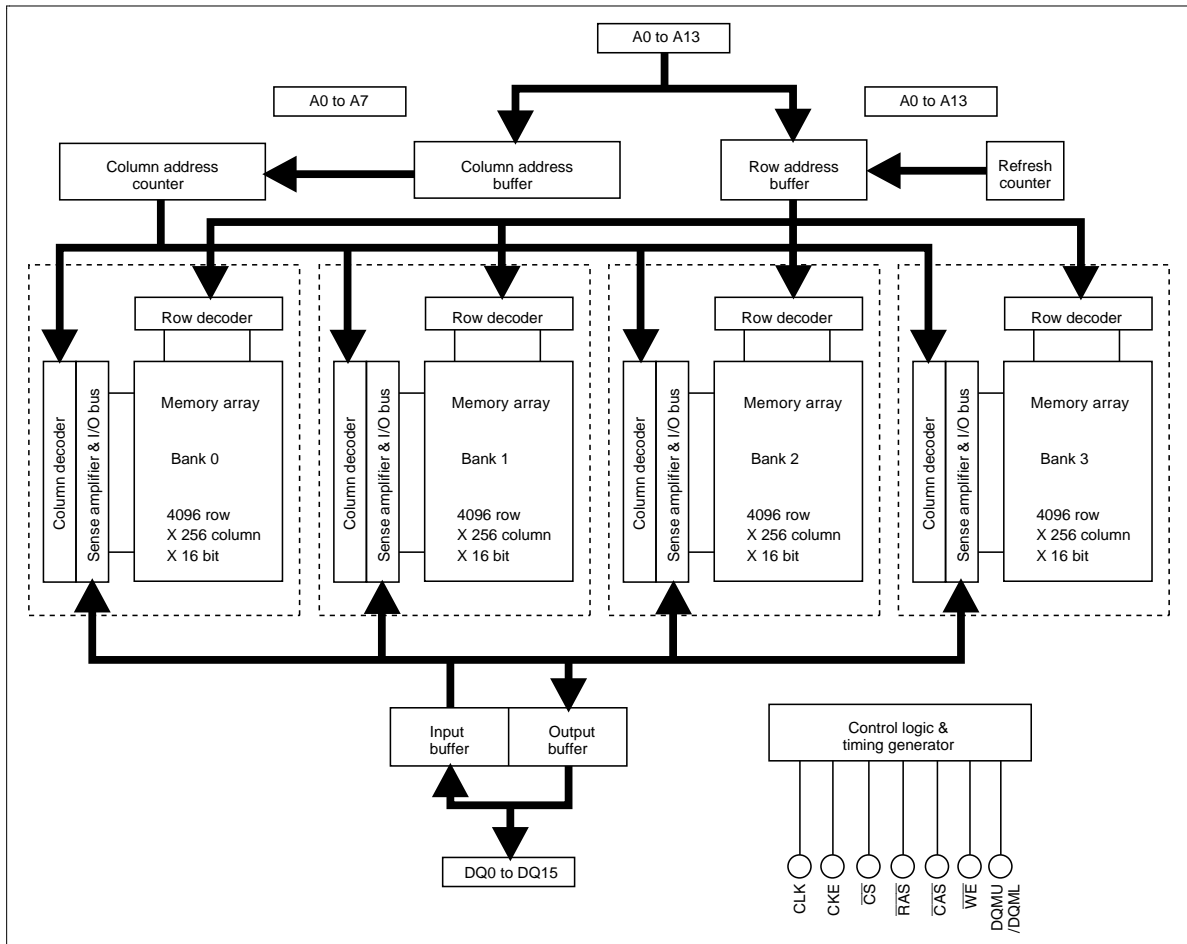 A0 to A13
A0 to A7
A0 to A13
Column address
counter
Column address
buffer
Row address
buffer
Refresh
counter
Row decoder
Row decoder
Row decoder
Row decoder
Column decoder
Sense amplifier & I/O bus
Memory array
Bank 0
4096 row
X 256 column
X 16 bit
Column decoder
Sense amplifier & I/O bus
Memory array
Bank 1
4096 row
X 256 column
X 16 bit
Column decoder
Sense amplifier & I/O bus
Memory array
Bank 2
4096 row
X 256 column
X 16 bit
Column decoder
Sense amplifier & I/O bus
Memory array
Bank 3
4096 row
X 256 column
X 16 bit
Input
buffer
Output
buffer
Control logic &
timing generator
DQ0 to DQ15
CLK
CKE
C̅S̅
R̅A̅S̅
C̅A̅S̅
W̅E̅
DQMU
/DQML